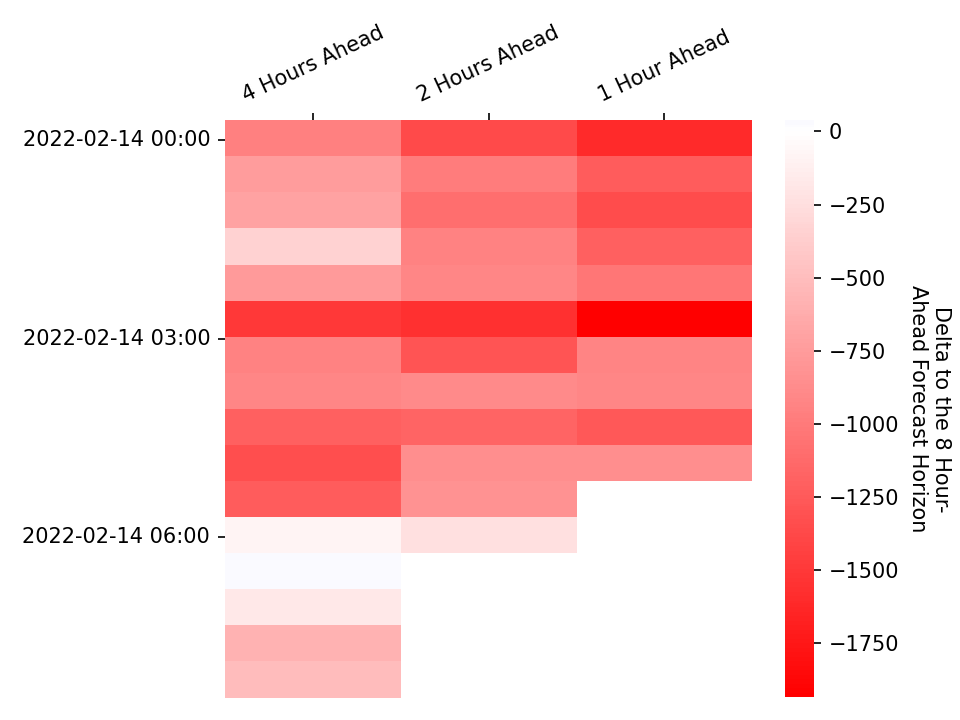 4 Hours Ahead
2 Hours Ahead
1 Hour Ahead
2022-02-14 00:00
2022-02-14 03:00
2022-02-14 06:00
0
−250
−500
−750
−1000
−1250
−1500
−1750
Delta to the 8 Hour-
Ahead Forecast Horizon